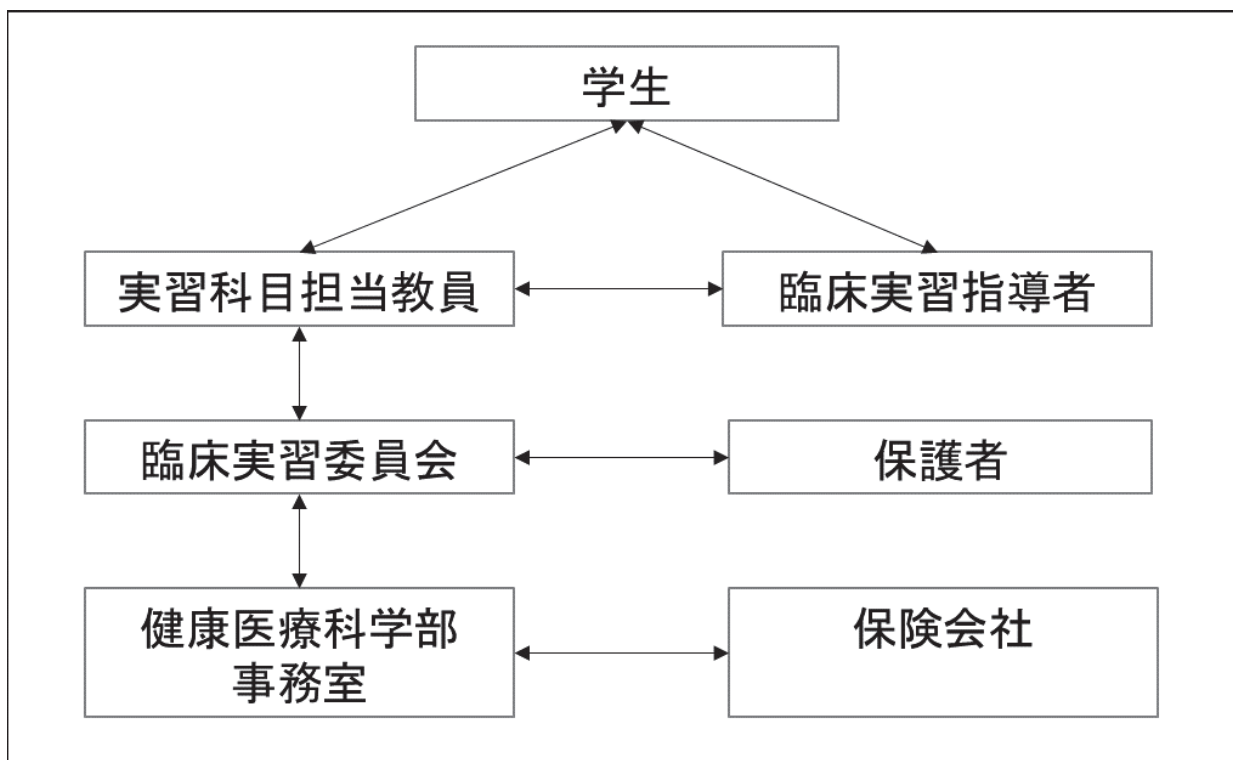 学生
実習科目担当教員
臨床実習指導者
臨床実習委員会
保護者
健康医療科学部
事務室
保険会社